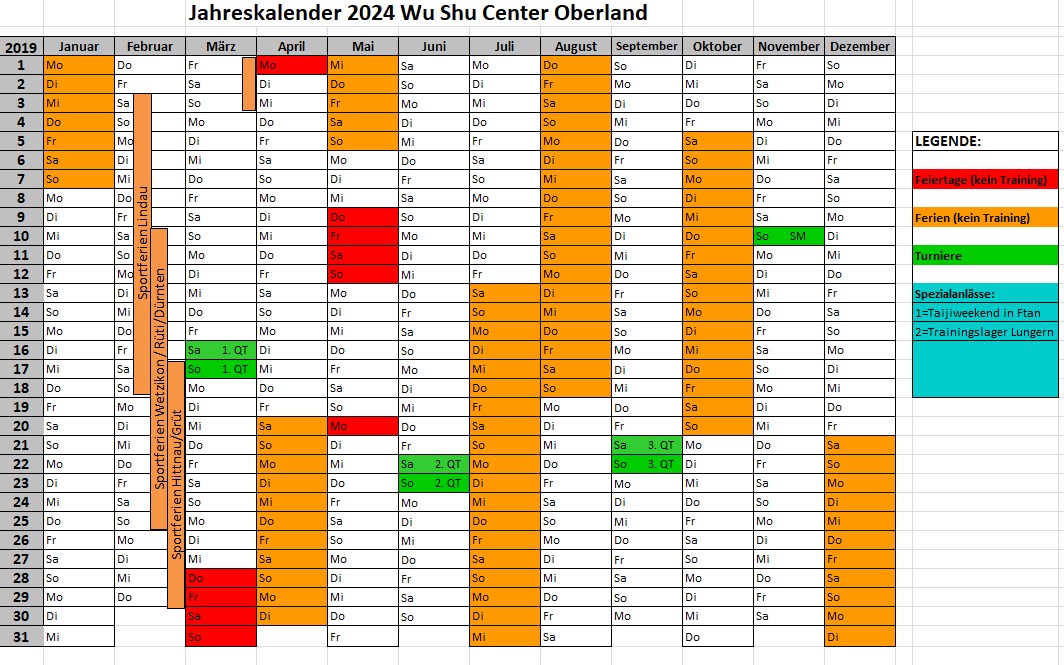 Jahreskalender 2024 Wu Shu Center Oberland
2019 Januar Februar März April Mai Juni Juli August September Oktober November Dezember
1 Mo Do Fr Mo Mi Sa Mo Do So Di Fr So
2 Di Fr Sa Di Do So Di Fr Mo Mi Sa Mo
3 Mi Sa So Mi Fr Mo Mi Sa Di Do So Di
4 Do So Mo Do Sa Di Do So Mi Fr Mo Mi
5 Fr Mo Di Fr So Mi Fr Mo Do Sa Di Do
6 Sa Di Mi Sa Mo Do Sa Di Fr So Mi Fr
7 So Mi Do So Di Fr So Mi Sa Mo Do Sa
8 Mo Do Fr Mo Mi Sa Mo Do So Di Fr So
9 Di Fr Sa Di Do So Di Fr Mo Mi Sa Mo
10 Mi Sa So Mi Fr Mo Mi Sa Di Do So SM Di
11 Do So Mo Do Sa Di Do So Mi Fr Mo Mi
12 Fr Mo Di Fr So Mi Fr Mo Do Sa Di Do
13 Sa Di Mi Sa Mo Do Sa Di Fr So Mi Fr
14 So Mi Do So Di Fr So Mi Sa Mo Do Sa
15 Mo Do Fr Mo Mi Sa Mo Do So Di Fr So
16 Di Fr Sa 1. QT Di Do So Di Fr Mo Mi Sa Mo
17 Mi Sa So 1. QT Mi Fr Mo Mi Sa Di Do So Di
18 Do So Mo Do Sa Di Do So Mi Fr Mo Mi
19 Fr Mo Di Fr So Mi Fr Mo Do Sa Di Do
20 Sa Di Mi Sa Mo Do Sa Di Fr So Mi Fr
21 So Mi Do So Di Fr So Mi Sa 3. QT Mo Do Sa
22 Mo Do Fr Mo Mi Sa 2. QT Mo Do So 3. QT Di Fr So
23 Di Fr Sa Di Do So 2. QT Di Fr Mo Mi Sa Mo
24 Mi Sa So Mi Fr Mo Mi Sa Di Do So Di
25 Do So Mo Do Sa Di Do So Mi Fr Mo Mi
26 Fr Mo Di Fr So Mi Fr Mo Do Sa Di Do
27 Sa Di Mi Sa Mo Do Sa Di Fr So Mi Fr
28 So Mi Do So Di Fr So Mi Sa Mo Do Sa
29 Mo Do Fr Mo Mi Sa Mo Do So Di Fr So
30 Di Sa Di Do So Di Fr Mo Mi Sa Mo
31 Mi So Fr Mi Sa Do Di
Sportferien Lindau
Sportferien Wetzikon / Rüti/Dürnten
Sportferien Hittnau/Grüt
LEGENDE:
Feiertage (kein Training)
Ferien (kein Training)
Turniere
Spezialanlässe:
1=Taijiweekend in Ftan
2=Trainingslager Lungern